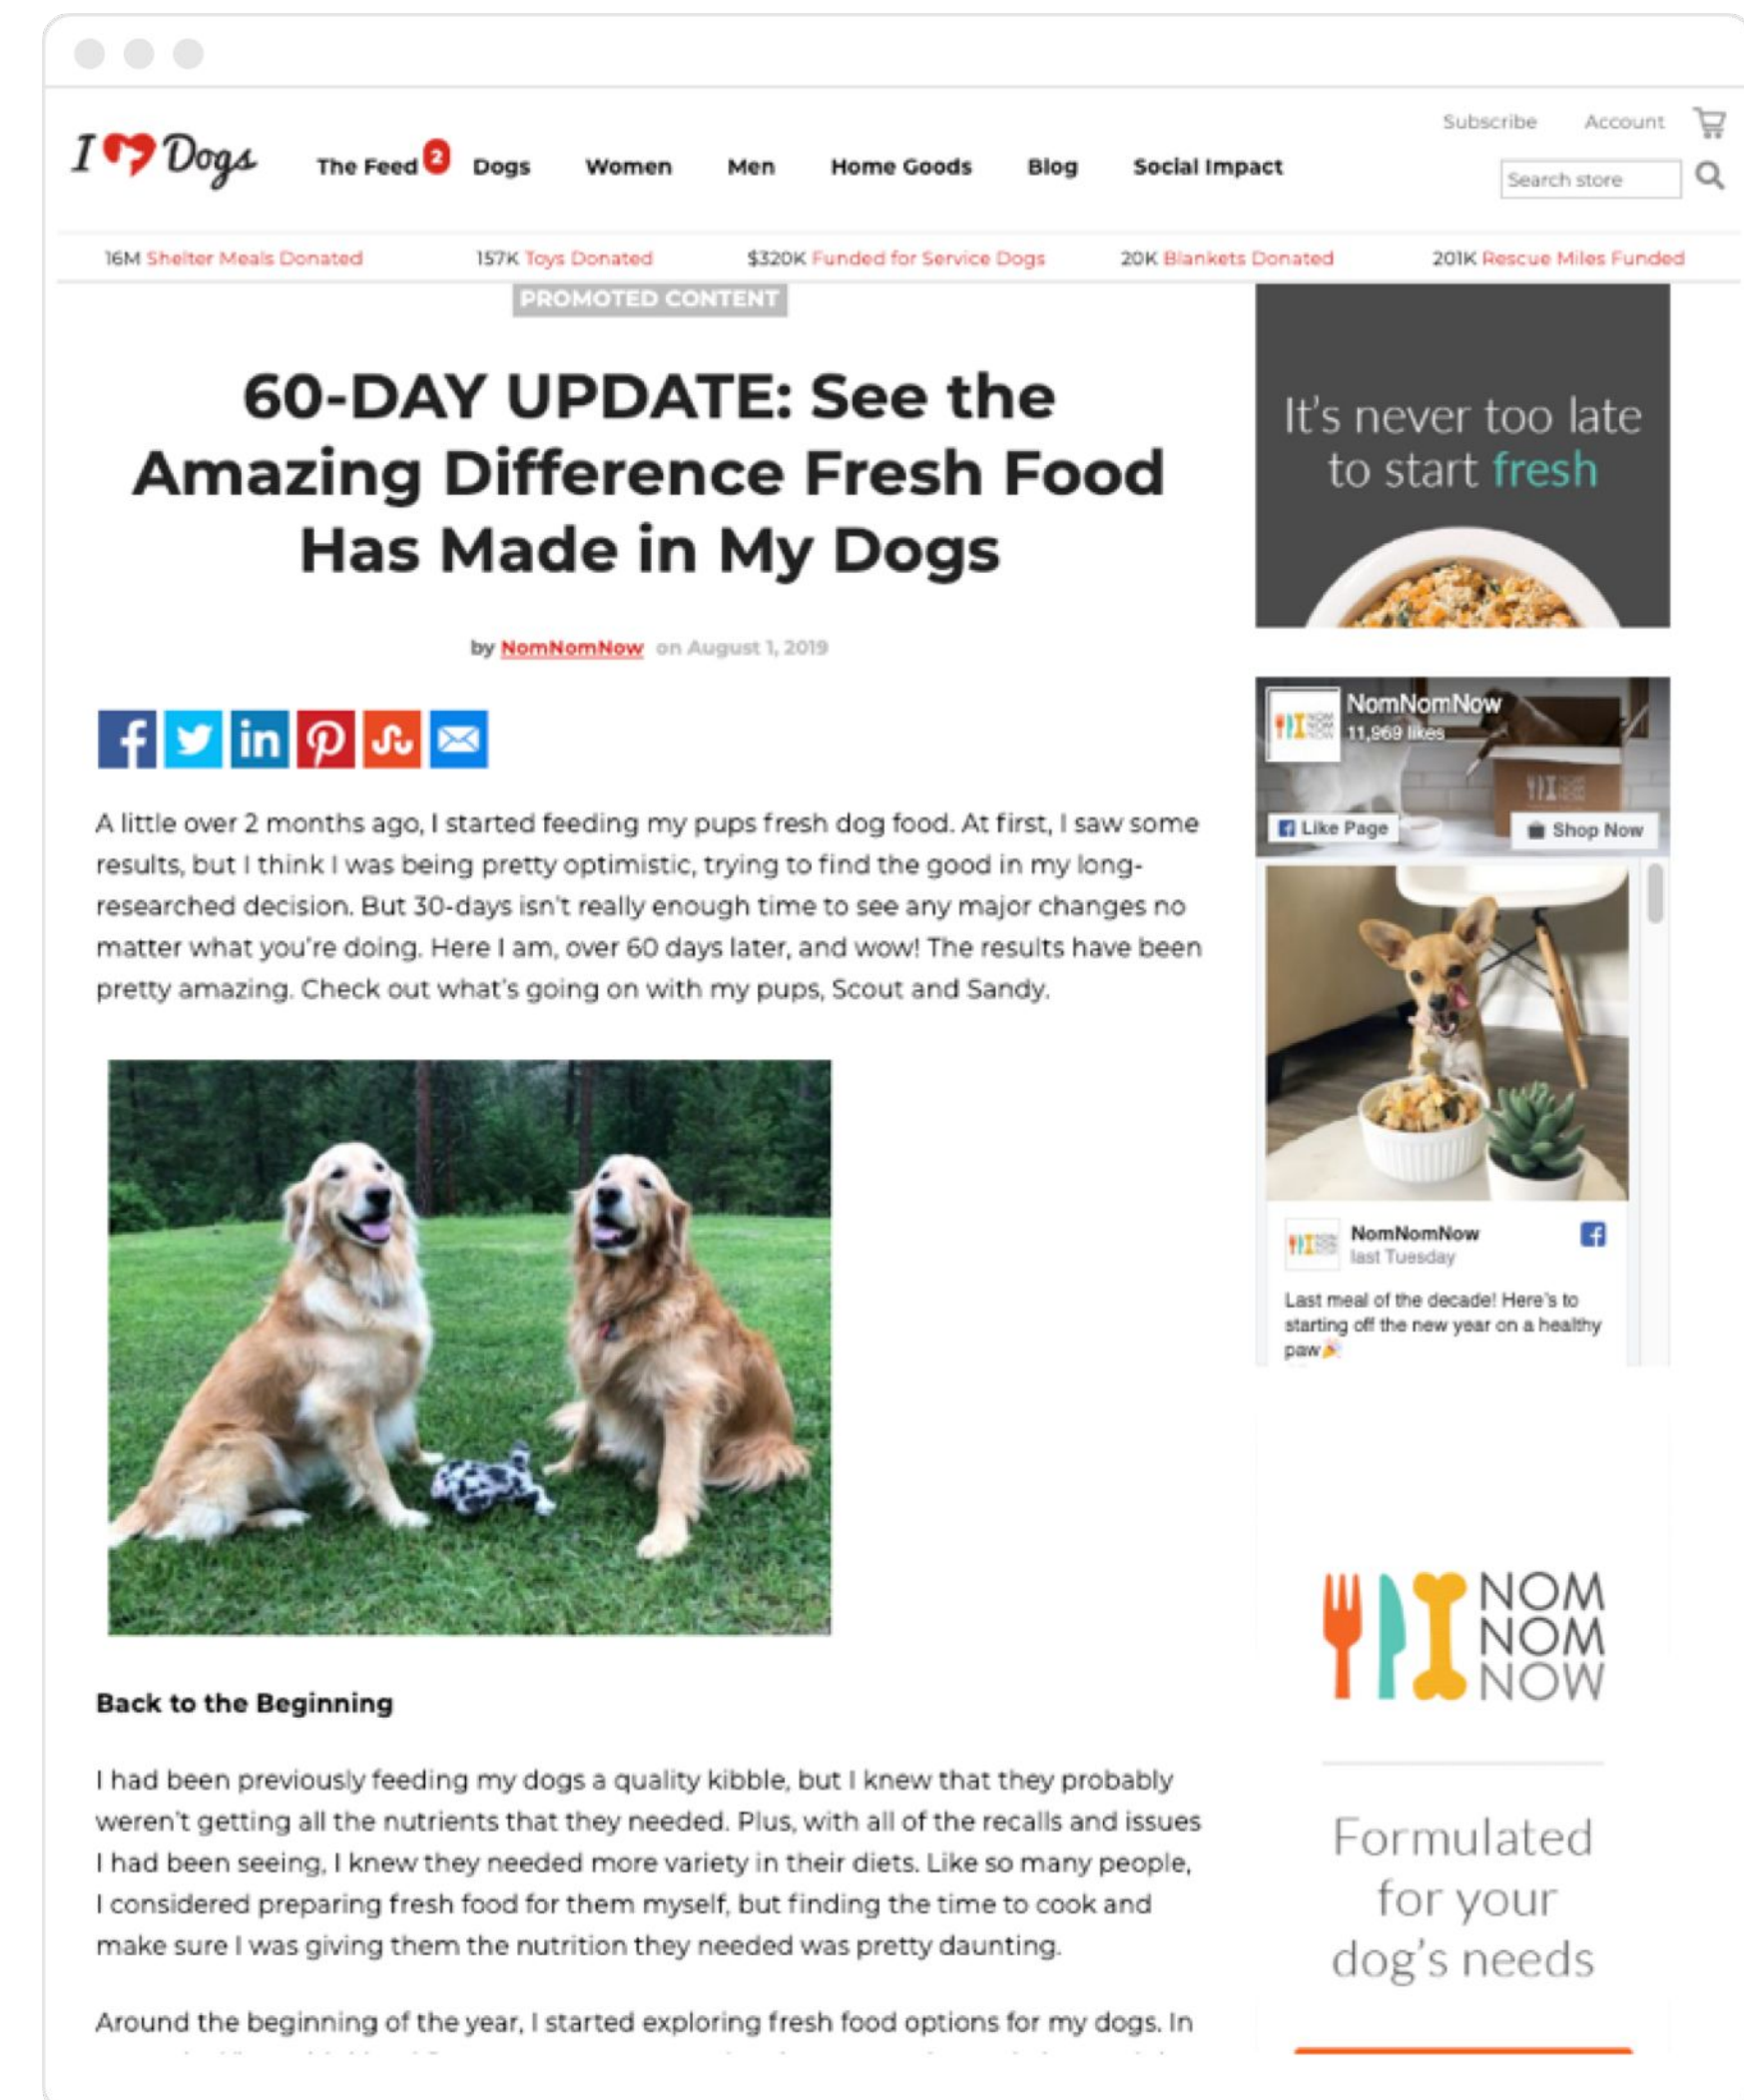 I Dogs
The Feed 2 Dogs Women Men Home Goods Blog Social Impact
Subscribe Account
Search store
16M Shelter Meals Donated 157K Toys Donated $320K Funded for Service Dogs 20K Blankets Donated 201K Rescue Miles Funded
PROMOTED CONTENT
60-DAY UPDATE: See the
Amazing Difference Fresh Food
Has Made in My Dogs
by NomNomNow on August 1, 2019
A little over 2 months ago, I started feeding my pups fresh dog food. At first, I saw some
results, but I think I was being pretty optimistic, trying to find the good in my long-
researched decision. But 30-days isn't really enough time to see any major changes no
matter what you're doing. Here I am, over 60 days later, and wow! The results have been
pretty amazing. Check out what's going on with my pups, Scout and Sandy.
Back to the Beginning
I had been previously feeding my dogs a quality kibble, but I knew that they probably
weren't getting all the nutrients that they needed. Plus, with all of the recalls and issues
I had been seeing, I knew they needed more variety in their diets. Like so many people,
I considered preparing fresh food for them myself, but finding the time to cook and
make sure I was giving them the nutrition they needed was pretty daunting.
Around the beginning of the year, I started exploring fresh food options for my dogs. In
It's never too late
to start fresh
NomNomNow
11,969 likes
NOM
NOM
NOW
Like Page
Shop Now
NomNomNow
last Tuesday
Last meal of the decade! Here's to
starting off the new year on a healthy
paw🎉
NOM
NOM
NOW
Formulated
for your
dog's needs